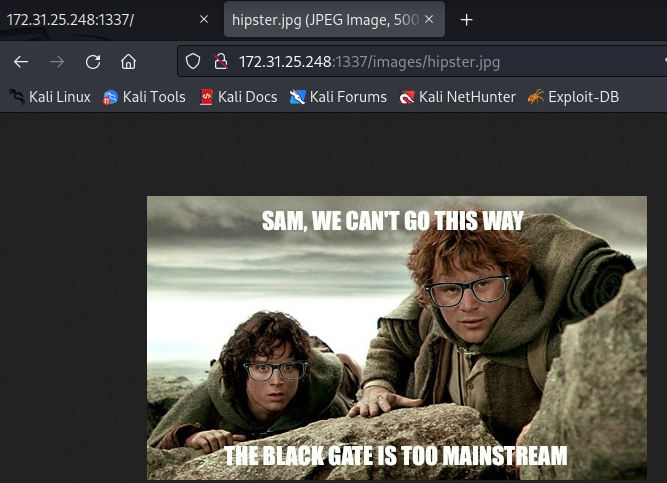 172.31.25.248:1337/
hipster.jpg (JPEG Image, 500
172.31.25.248:1337/images/hipster.jpg
Kali Linux Kali Tools Kali Docs Kali Forums Kali NetHunter Exploit-DB
SAM, WE CAN'T GO THIS WAY
THE BLACK GATE IS TOO MAINSTREAM